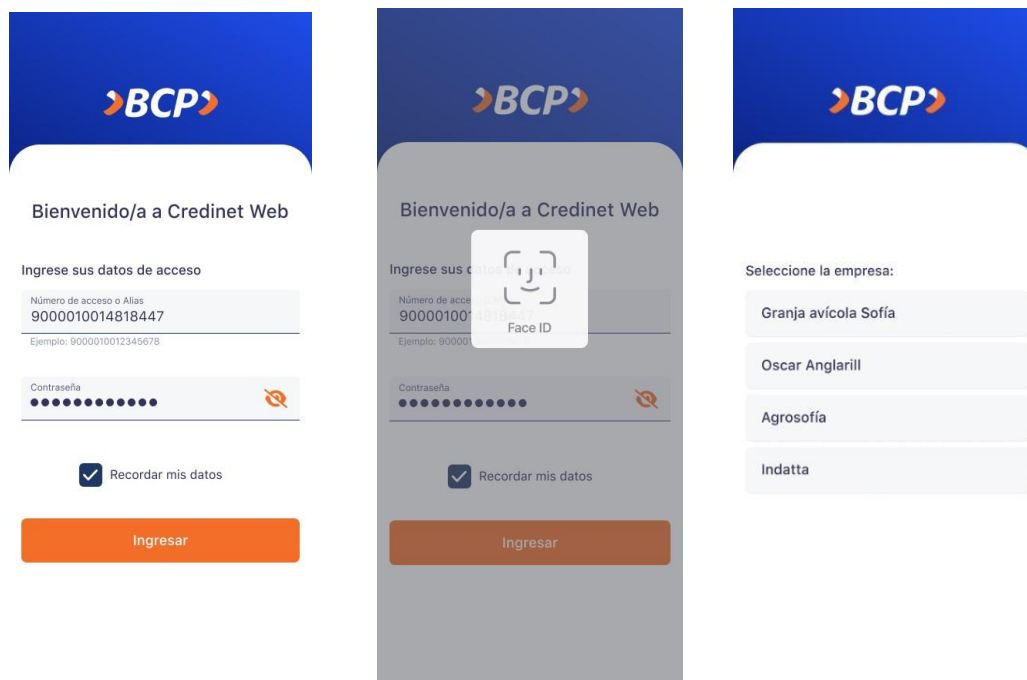 BCP
Bienvenido/a a Credinet Web
Ingrese sus datos de acceso
Número de acceso o Alias
9000010014818447
Ejemplo: 9000010012345678
Contraseña
Recordar mis datos
Ingresar
BCP
Bienvenido/a a Credinet Web
Ingrese sus
Número de acce
9000010014818447
Ejemplo: 90000
Face ID
Contraseña
Recordar mis datos
Ingresar
BCP
Seleccione la empresa:
Granja avícola Sofía
Oscar Anglarill
Agrosofía
Indatta